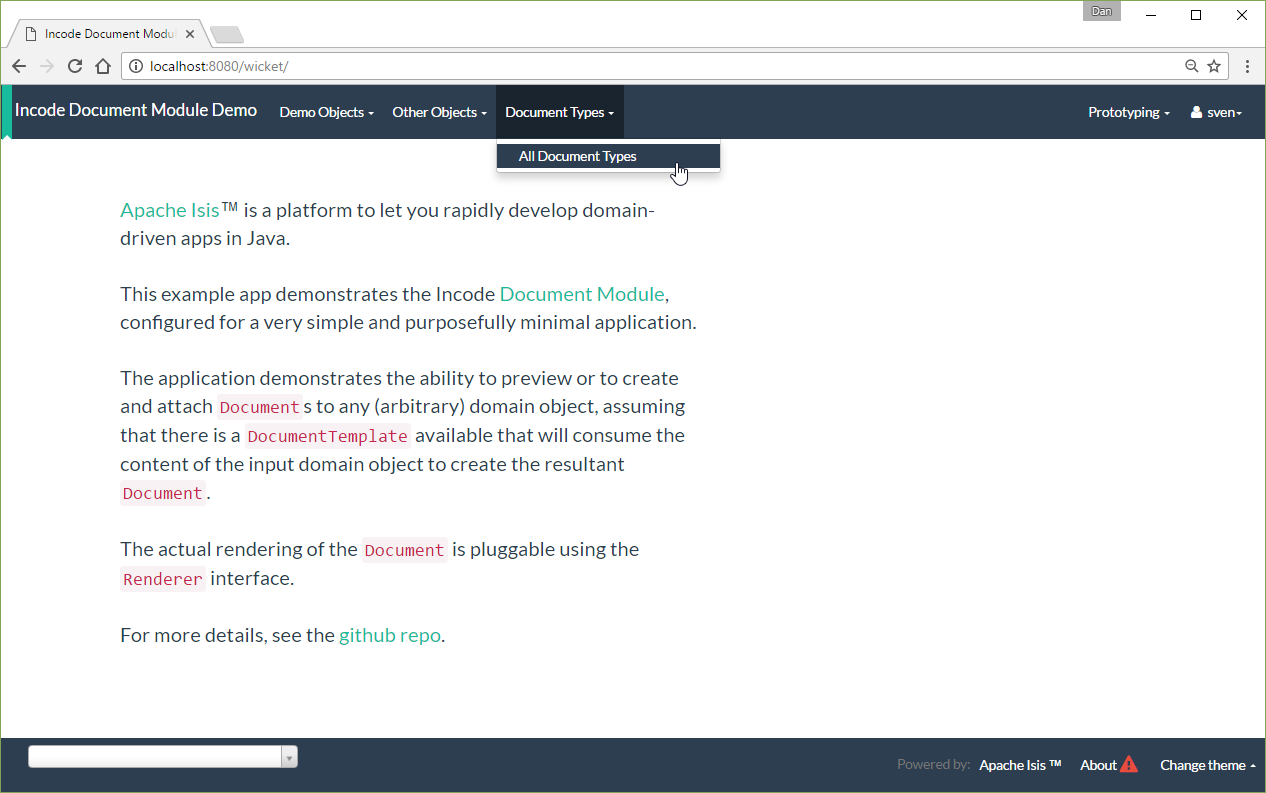 Dan
Incode Document Modu
localhost:8080/wicket/
Incode Document Module Demo Demo Objects Other Objects Document Types Prototyping sven
All Document Types
Apache Isis™ is a platform to let you rapidly develop domain-
driven apps in Java.
This example app demonstrates the Incode Document Module,
configured for a very simple and purposefully minimal application.
The application demonstrates the ability to preview or to create
and attach Documents to any (arbitrary) domain object, assuming
that there is a DocumentTemplate available that will consume the
content of the input domain object to create the resultant
Document.
The actual rendering of the Document is pluggable using the
Renderer interface.
For more details, see the github repo.
Powered by: Apache Isis ™ About Change theme